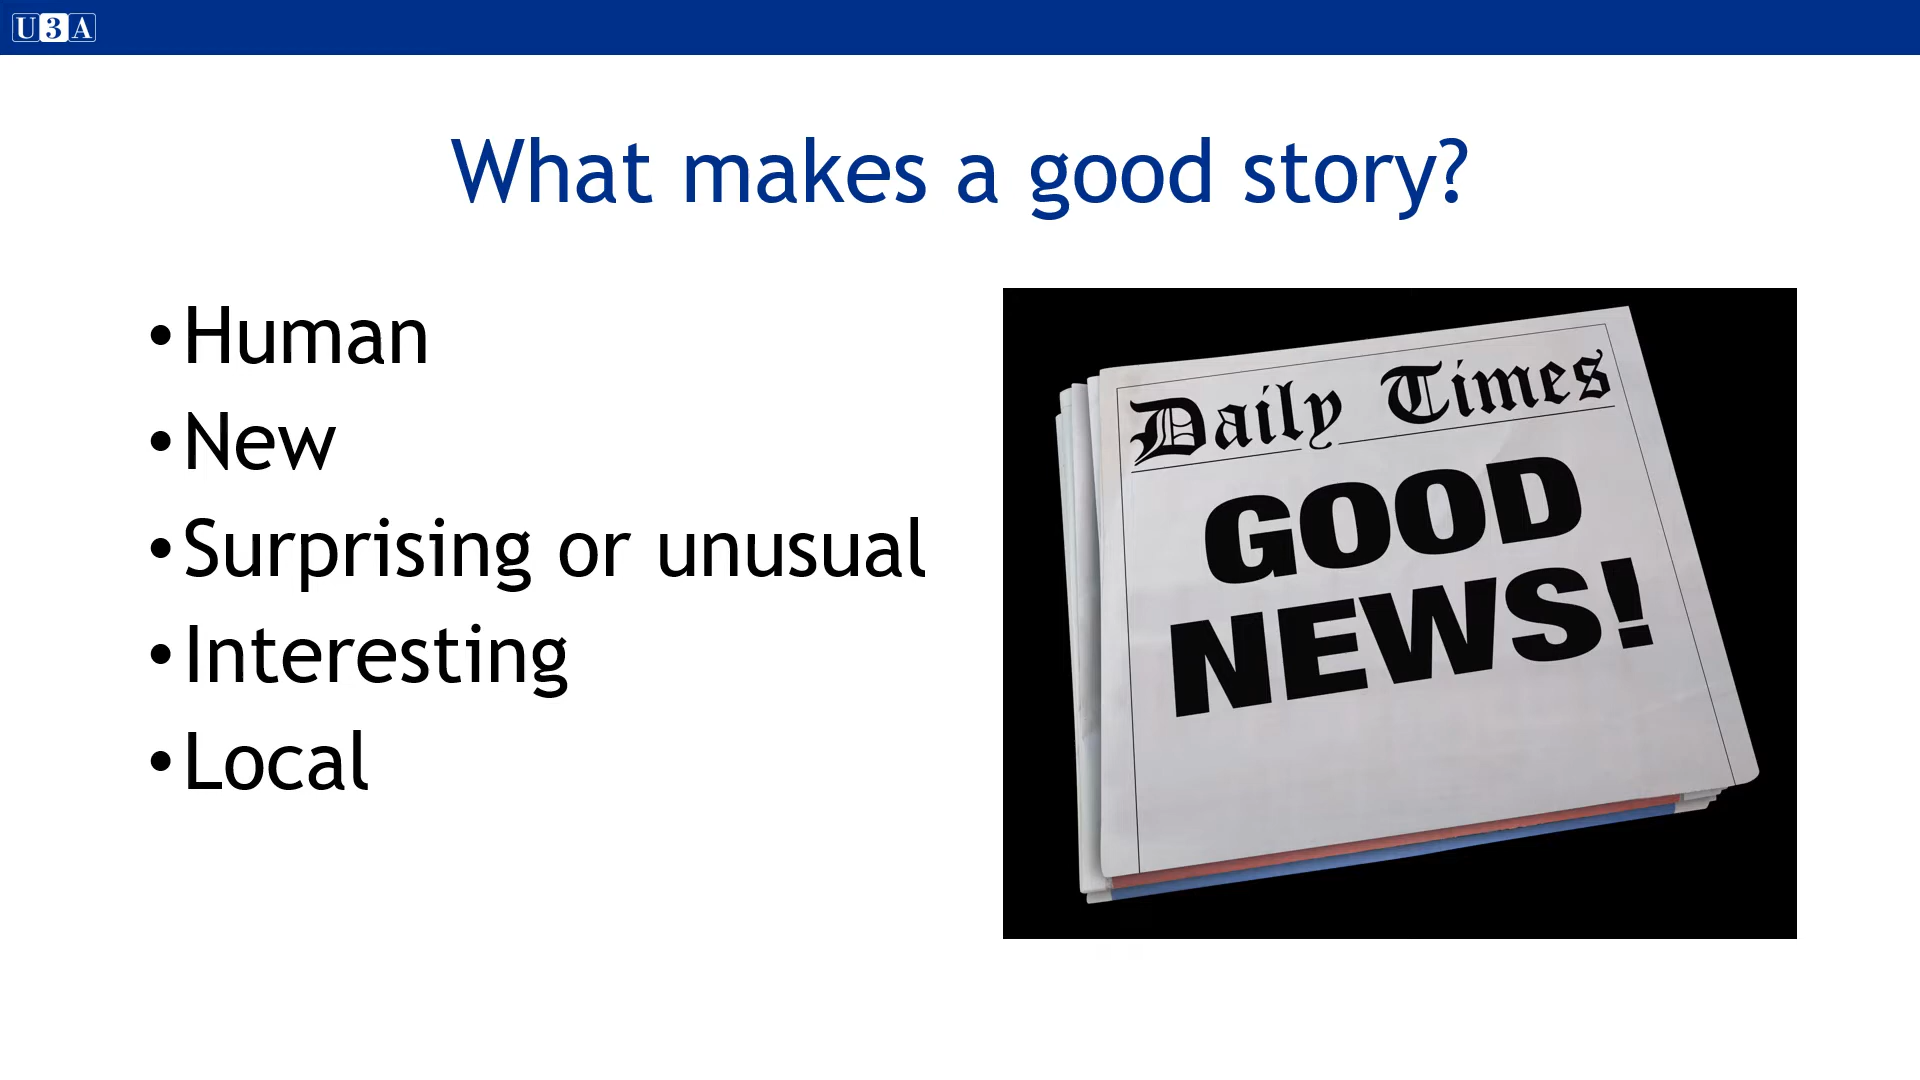 U3A
What makes a good story?
•Human
•New
•Surprising or unusual
•Interesting
•Local
Daily Times
GOOD
NEWS!